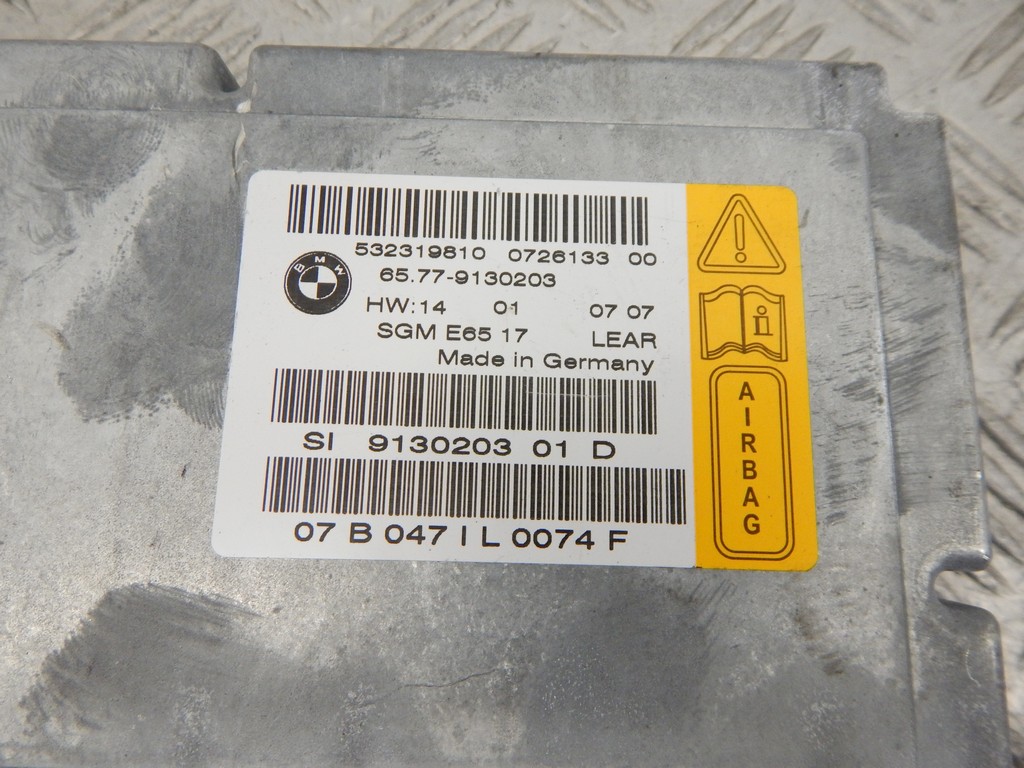 532319810 0726133 00
BMW
65.77-9130203
HW:14 01 07 07
SGM E65 17 LEAR
Made in Germany
SI 9130203 01 D
07 B 047 I L 0074 F
i
AIRBAG